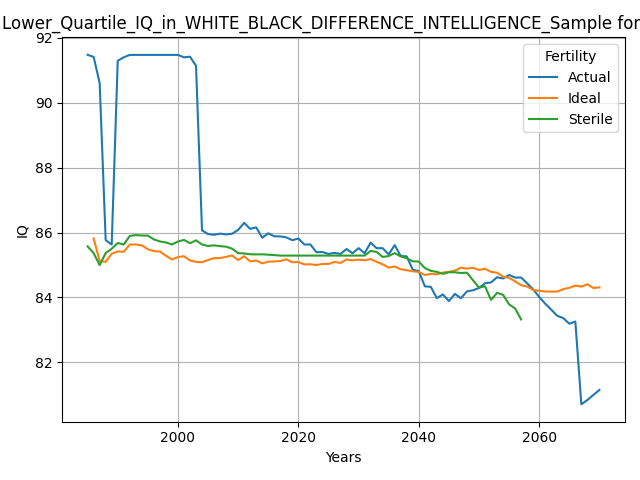 Lower_Quartile_IQ_in_WHITE_BLACK_DIFFERENCE_INTELLIGENCE_Sample for
92
90
88
86
84
82
IQ
Fertility
Actual
Ideal
Sterile
2000 2020 2040 2060
Years